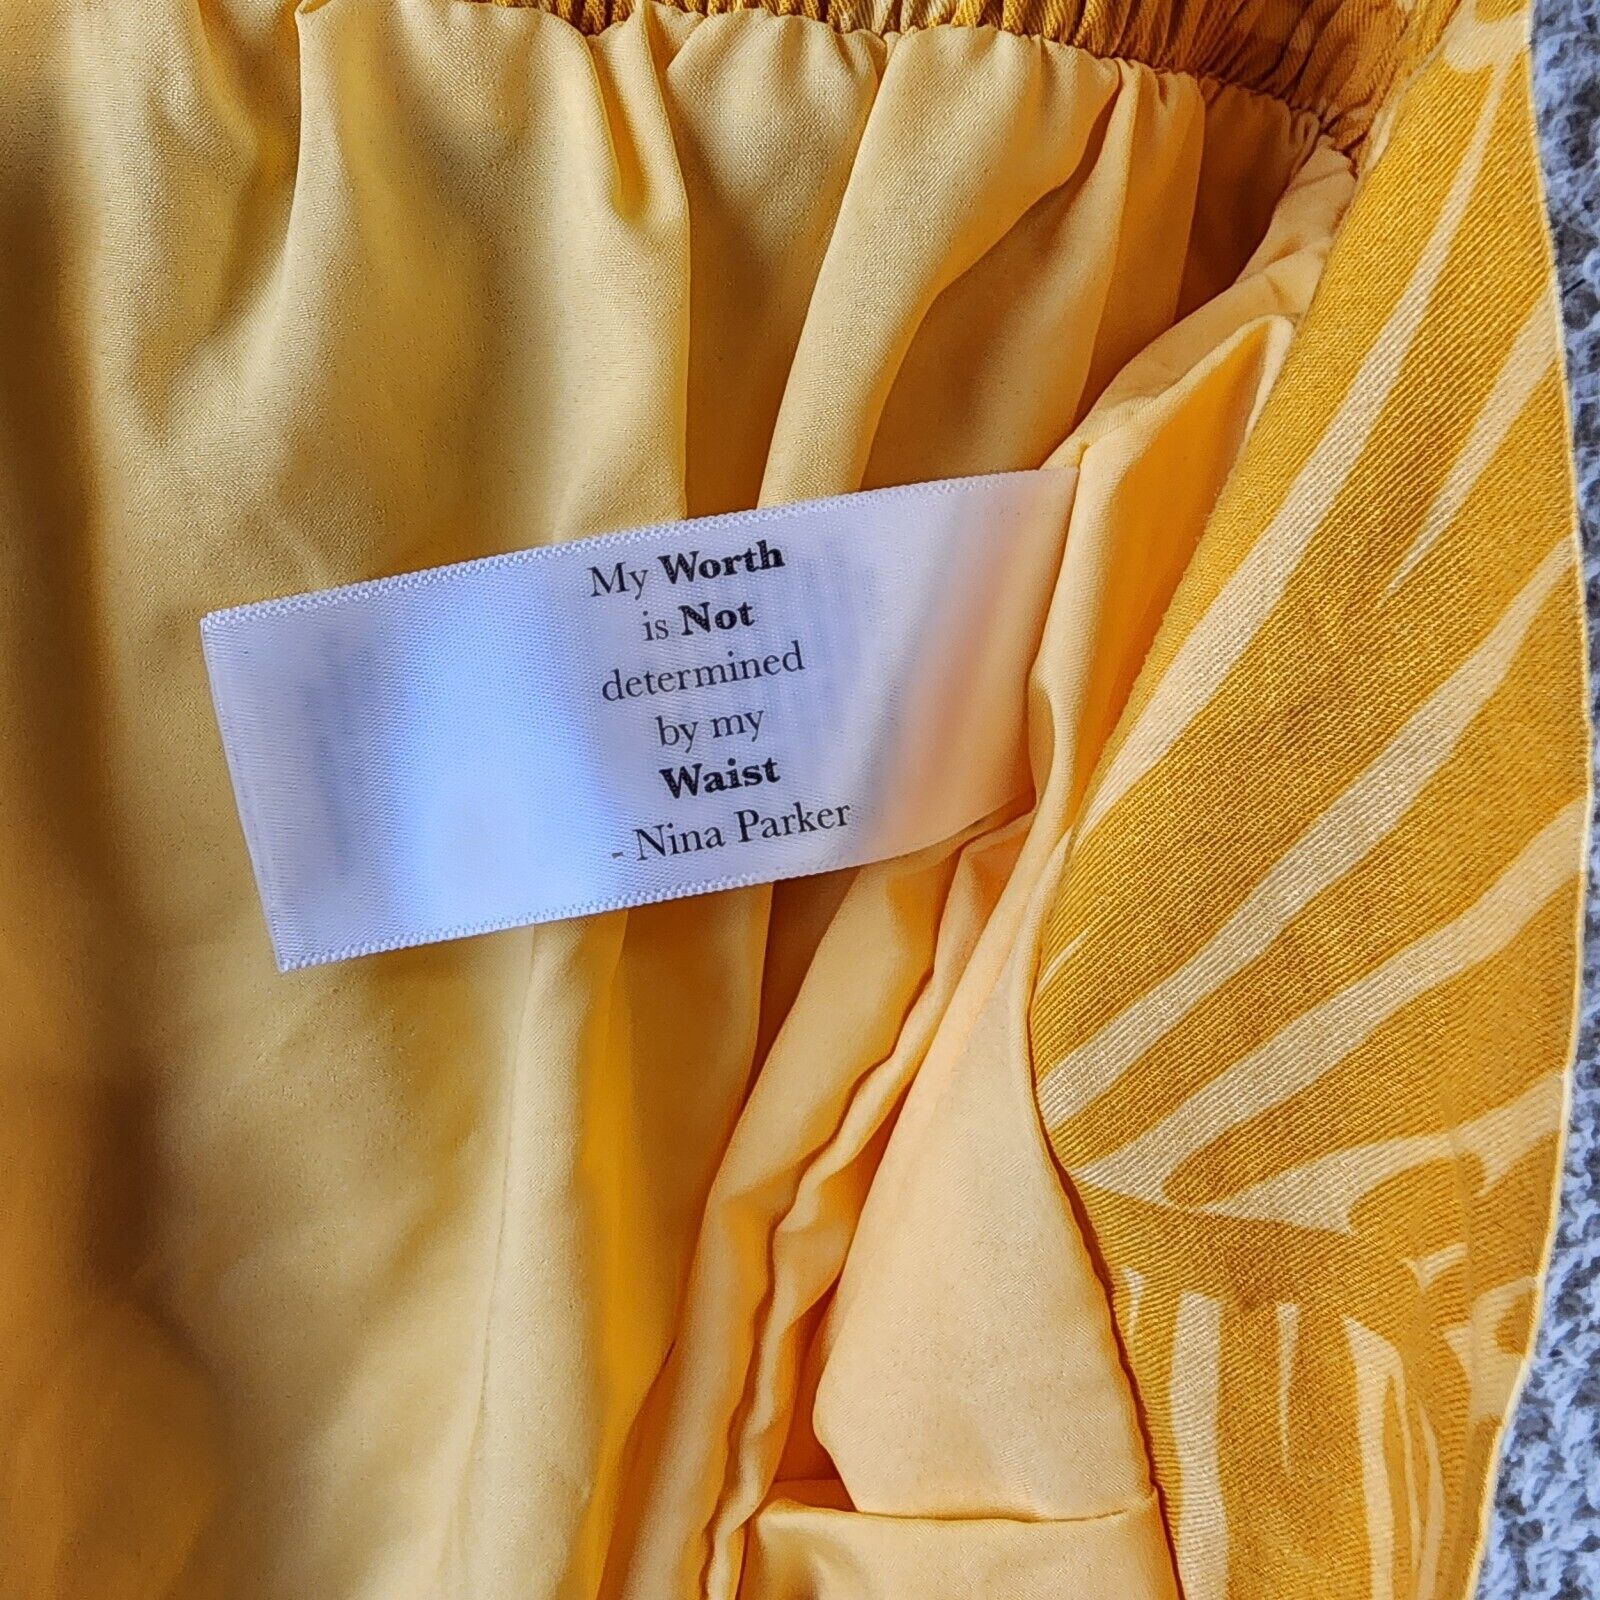 My Worth
is Not
determined
by my
Waist
- Nina Parker